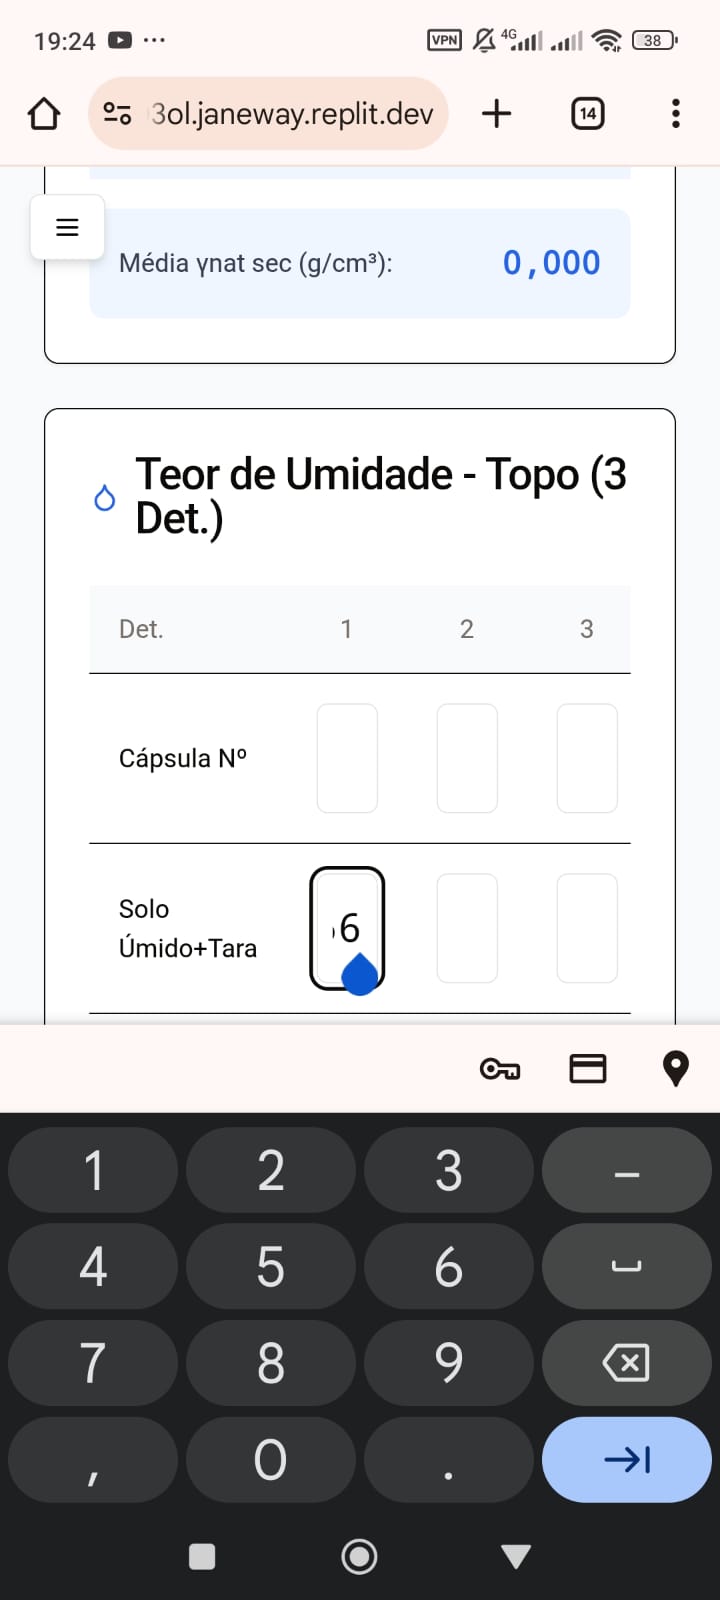 19:24
VPN
4G
38
3ol.janeway.replit.dev
14
Média γnat sec (g/cm³):
0,000
Teor de Umidade - Topo (3
Det.)
Det.
1
2
3
Cápsula Nº
Solo
Úmido+Tara
6
1
2
3
–
4
5
6
7
8
9
,
0
.